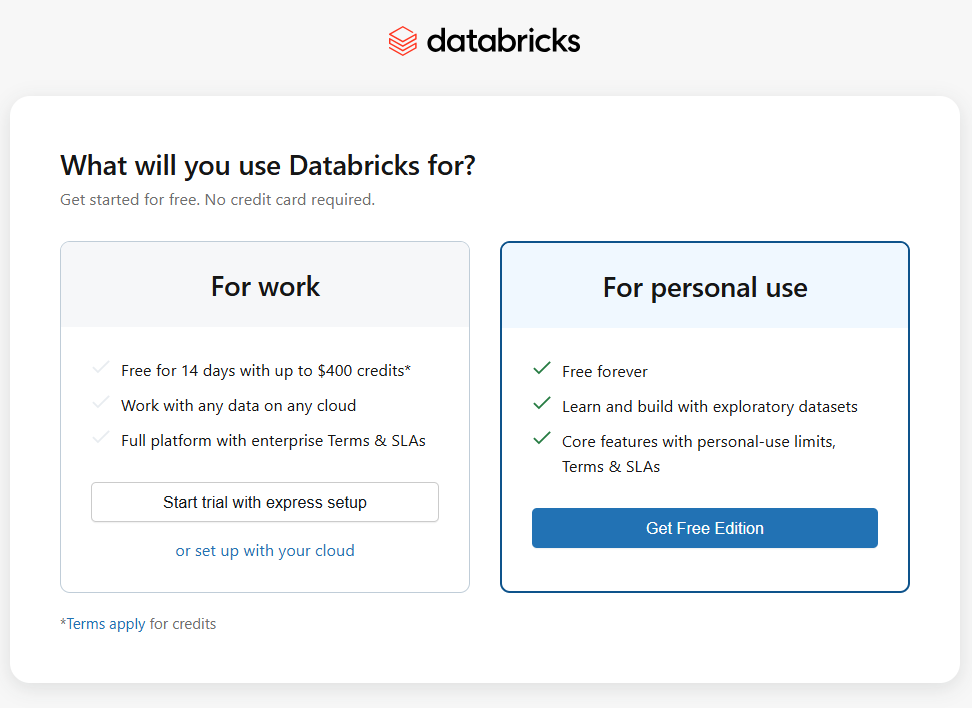 databricks
What will you use Databricks for?
Get started for free. No credit card required.
For work
Free for 14 days with up to $400 credits*
Work with any data on any cloud
Full platform with enterprise Terms & SLAs
Start trial with express setup
or set up with your cloud
For personal use
Free forever
Learn and build with exploratory datasets
Core features with personal-use limits,
Terms & SLAs
Get Free Edition
*Terms apply for credits